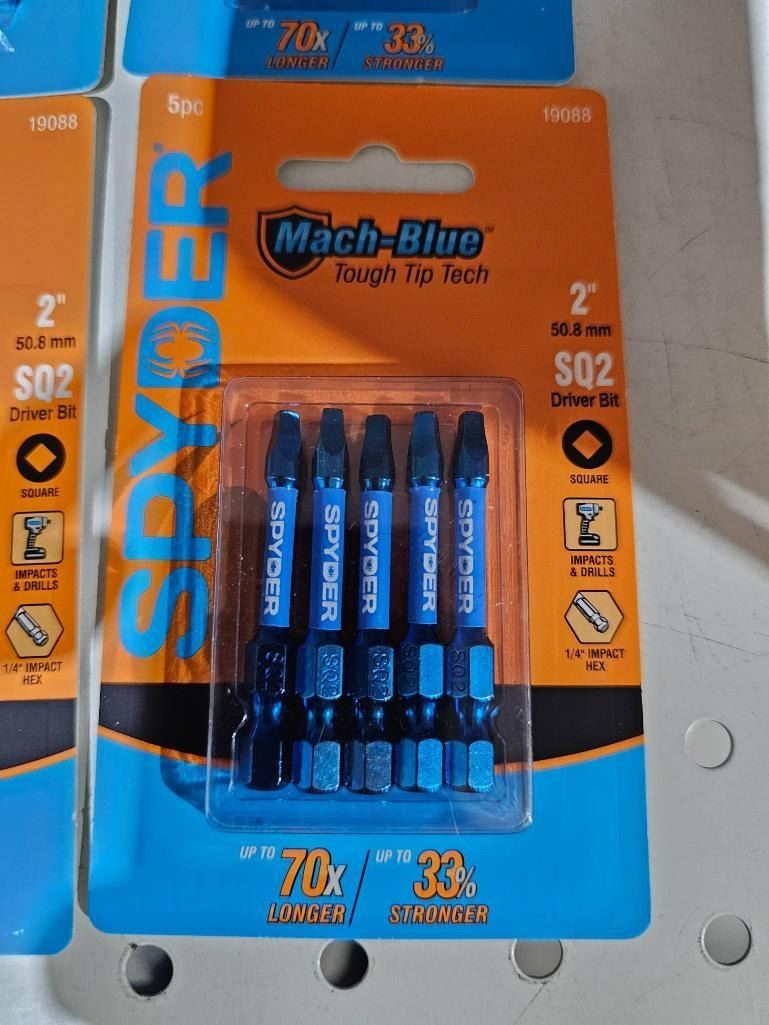 UP TO 70X LONGER / UP TO 33% STRONGER
19088
2"
50.8 mm
SQ2
Driver Bit
SQUARE
IMPACTS
& DRILLS
1/4" IMPACT
HEX
5pc
19088
SPYDER®
Mach-Blue™
Tough Tip Tech
2"
50.8 mm
SQ2
Driver Bit
SQUARE
IMPACTS
& DRILLS
1/4" IMPACT
HEX
SPYDER
SPYDER
SPYDER
SPYDER
SPYDER
SQ2
SQ2
SQ2
SQ2
SQ2
UP TO 70X LONGER / UP TO 33% STRONGER